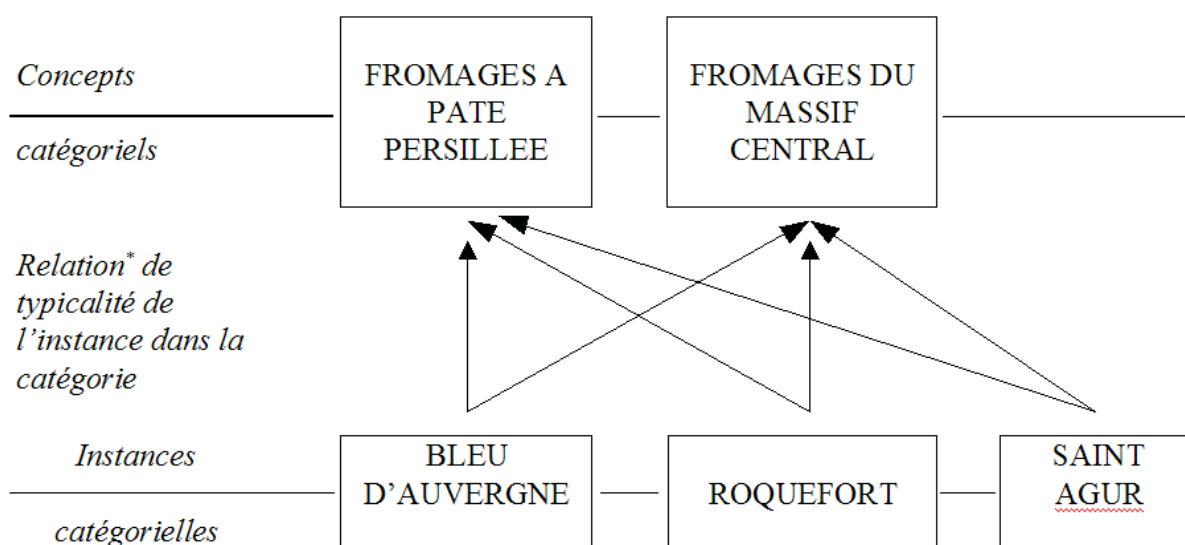 Concepts
catégoriels
FROMAGES A
PATE
PERSILLEE
FROMAGES DU
MASSIF
CENTRAL
Relation* de
typicalité de
l’instance dans la
catégorie
Instances
catégorielles
BLEU
D’AUVERGNE
ROQUEFORT
SAINT
AGUR